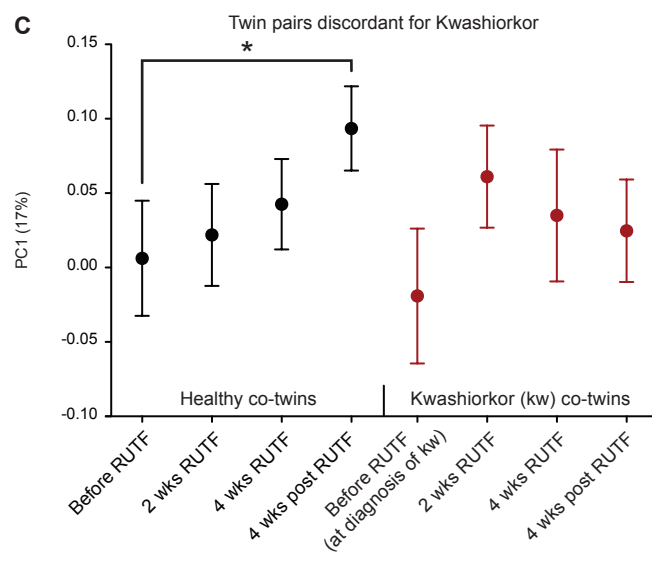 C
Twin pairs discordant for Kwashiorkor
*
PC1 (17%)
0.15
0.10
0.05
0.00
-0.05
-0.10
Healthy co-twins
Kwashiorkor (kw) co-twins
Before RUTF
2 wks RUTF
4 wks RUTF
4 wks post RUTF
Before RUTF
(at diagnosis of kw)
2 wks RUTF
4 wks RUTF
4 wks post RUTF